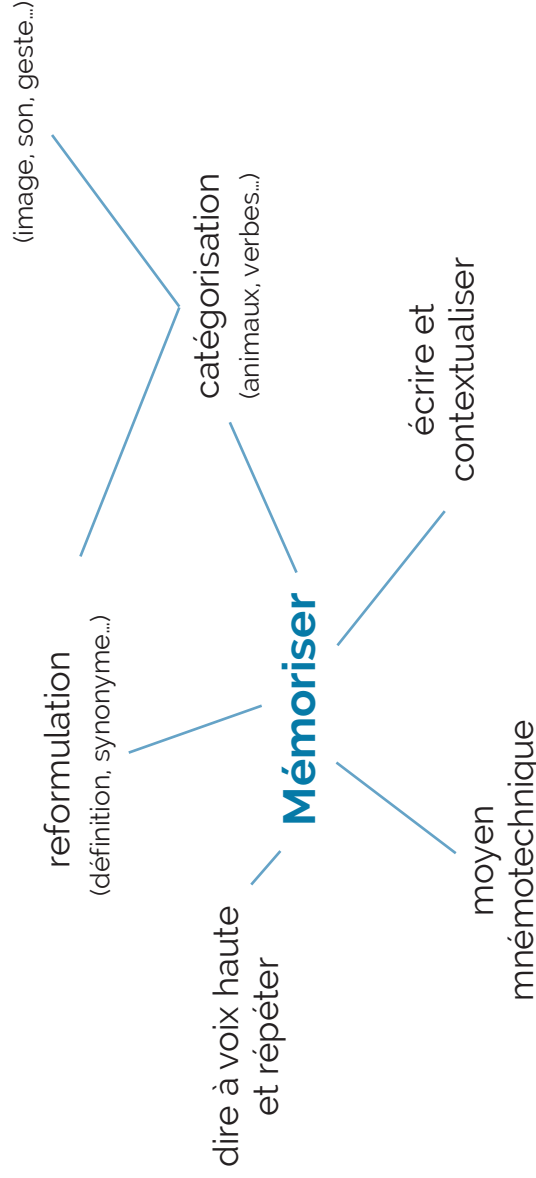 (image, son, geste…)
reformulation
(définition, synonyme…)
catégorisation
(animaux, verbes…)
dire à voix haute
et répéter
Mémoriser
écrire et
contextualiser
moyen
mnémotechnique